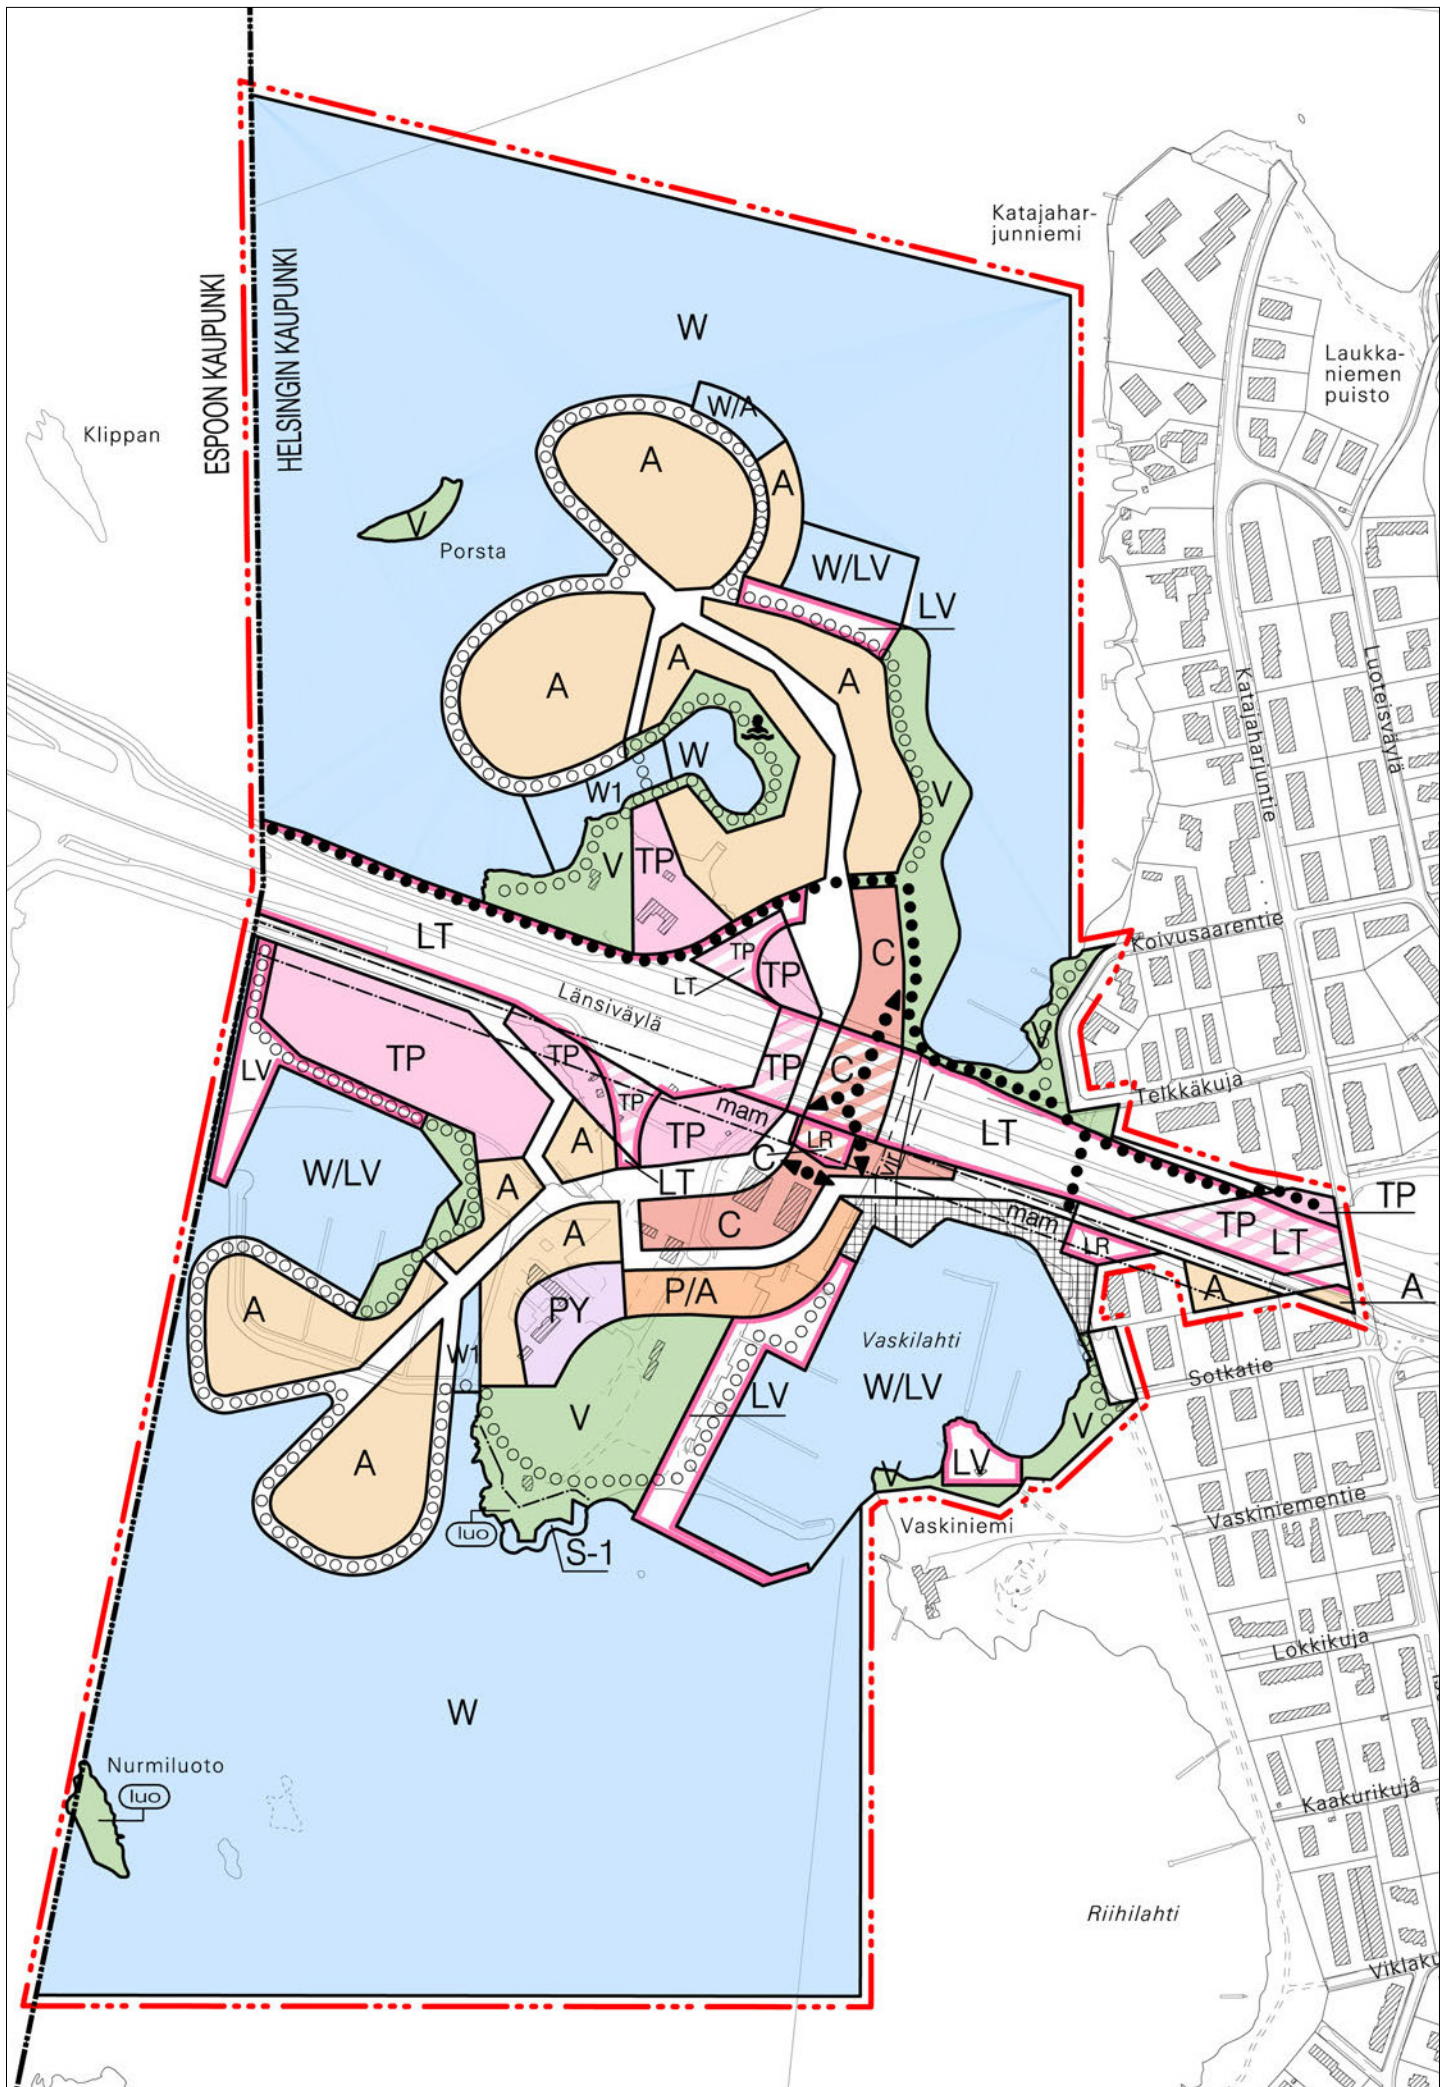 Katajahar-
junniemi
ESPOON KAUPUNKI
HELSINGIN KAUPUNKI
W
Laukka-
niemen
puisto
W/A
Klippan
A
A
V
Porsta
W/LV
LV
A
A
A
Luoteisväylä
Katajaharjuntie
W
W1
V
V
TP
LT
TP
C
Koivusaarentie
LT
TP
Länsiväylä
V
TP
TP
TP
C
LV
Telkkäkuja
TP
mam
TP
LT
A
LR
C
vr
W/LV
A
LT
TP
V
A
C
mam
TP
LT
LR
A
P/A
PY
A
A
W1
Vaskilahti
W/LV
Sotkatie
LV
V
V
A
LV
V
Vaskiniementie
luo
Vaskiniemi
S-1
Lokkikuja
W
Nurmiluoto
luo
Kaakurikuja
Riihilahti
Viklaku